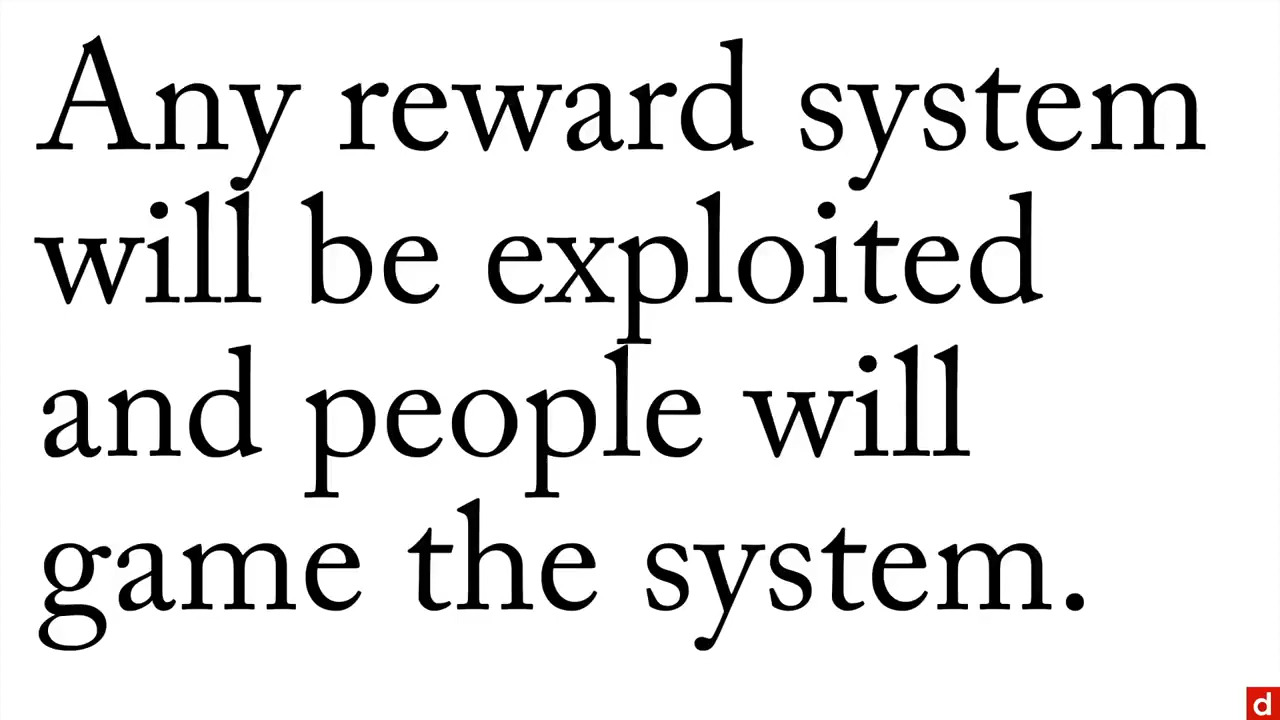 Any reward system
will be exploited
and people will
game the system.
d